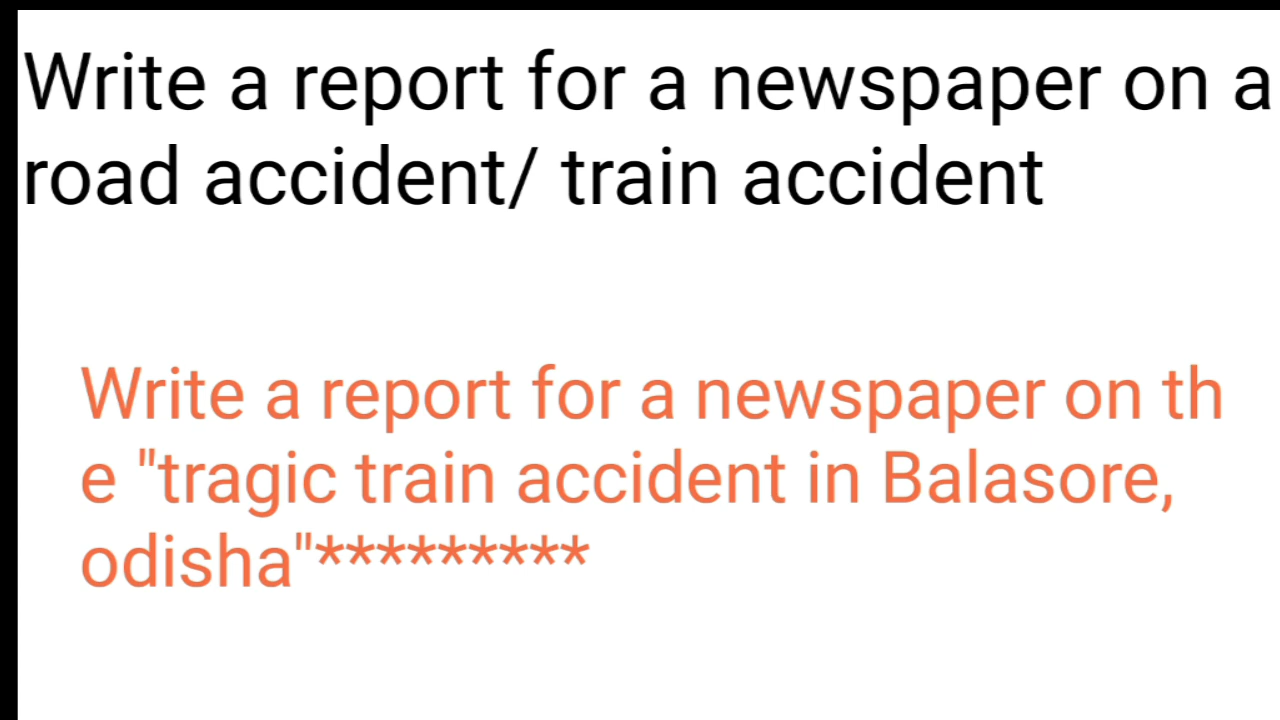 Write a report for a newspaper on a
road accident/ train accident
Write a report for a newspaper on th
e "tragic train accident in Balasore,
odisha"*********